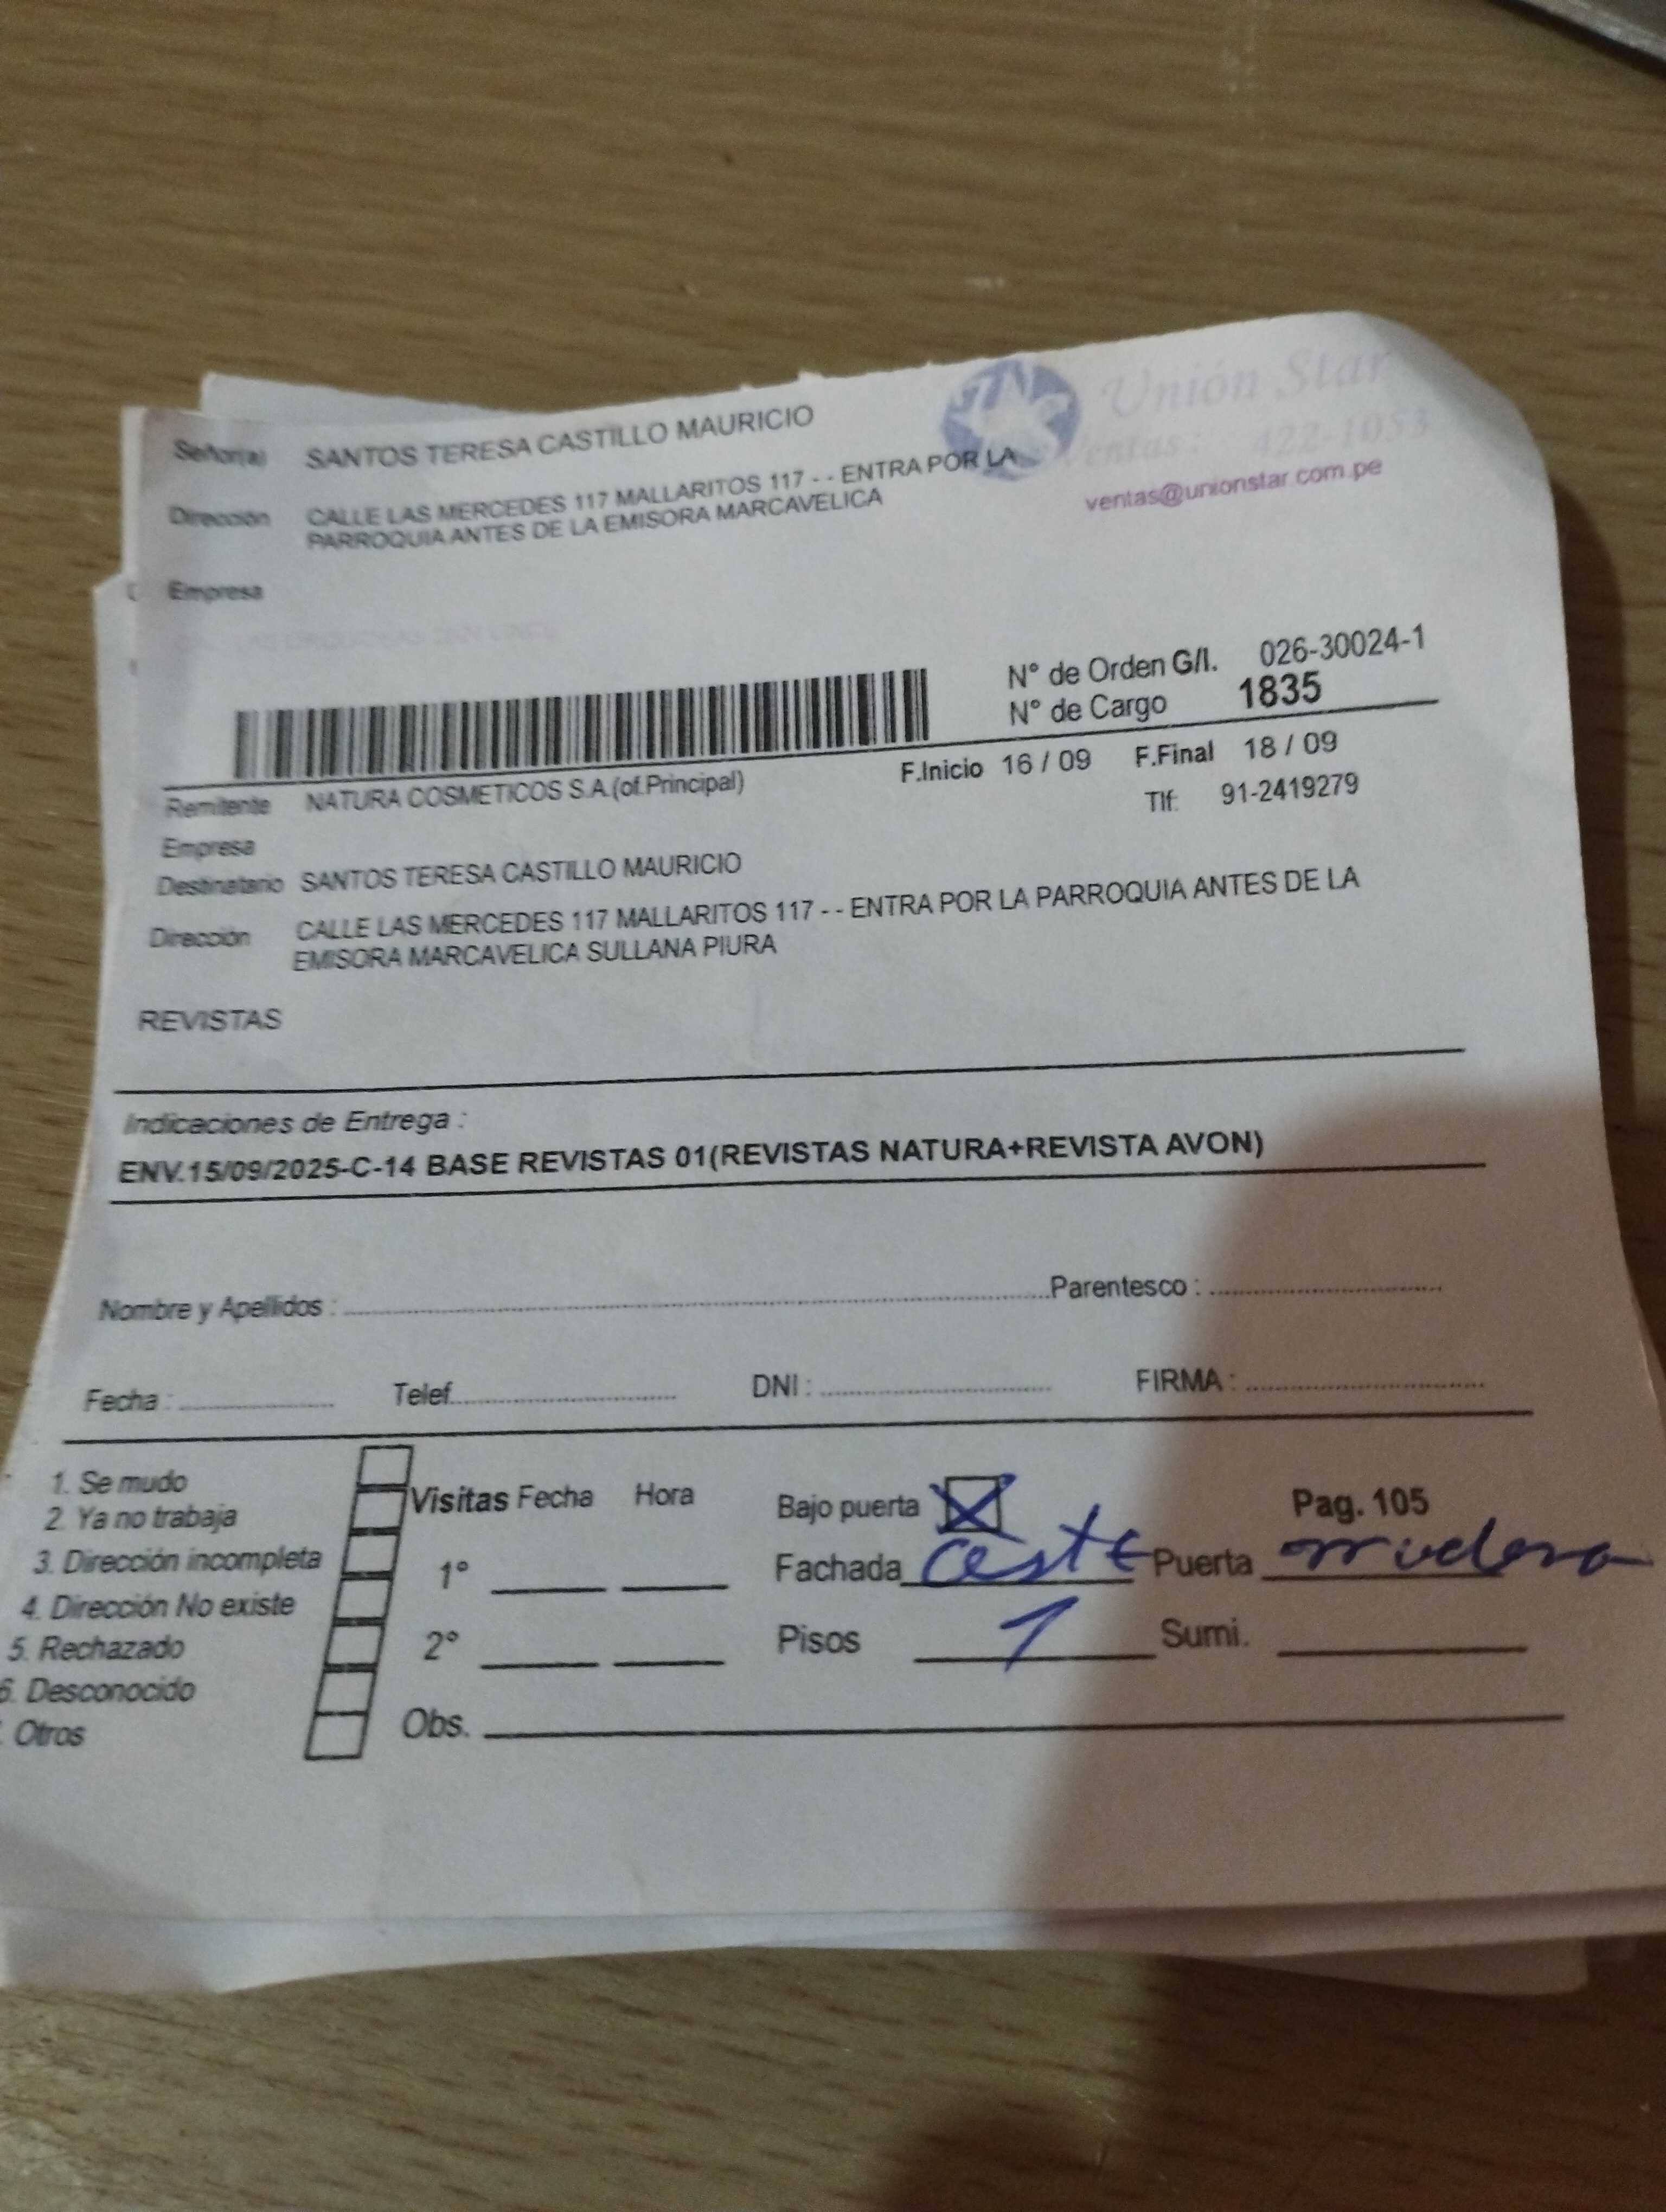 Unión Star
Ventas: 422-1053
ventas@unionstar.com.pe
Señor(a) SANTOS TERESA CASTILLO MAURICIO
Dirección CALLE LAS MERCEDES 117 MALLARITOS 117 - - ENTRA POR LA
PARROQUIA ANTES DE LA EMISORA MARCAVELICA
Empresa
N° de Orden G/I. 026-30024-1
N° de Cargo 1835
F.Inicio 16 / 09 F.Final 18 / 09
Remitente NATURA COSMETICOS S.A.(of.Principal) Tlf: 91-2419279
Empresa
Destinatario SANTOS TERESA CASTILLO MAURICIO
Dirección CALLE LAS MERCEDES 117 MALLARITOS 117 - - ENTRA POR LA PARROQUIA ANTES DE LA
EMISORA MARCAVELICA SULLANA PIURA
REVISTAS
Indicaciones de Entrega :
ENV.15/09/2025-C-14 BASE REVISTAS 01(REVISTAS NATURA+REVISTA AVON)
Nombre y Apellidos : Parentesco :
Fecha : Telef. DNI : FIRMA :
1. Se mudo
2. Ya no trabaja
3. Dirección incompleta
4. Dirección No existe
5. Rechazado
6. Desconocido
. Otros
Visitas Fecha Hora
1°
2°
Obs.
Bajo puerta X Pag. 105
Fachada Puerta madera
Pisos 1 Sumi.